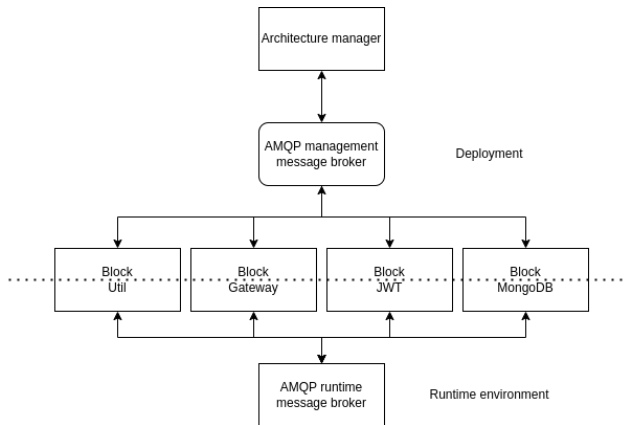 Architecture manager
AMQP management
message broker
Deployment
Block
Util
Block
Gateway
Block
JWT
Block
MongoDB
AMQP runtime
message broker
Runtime environment